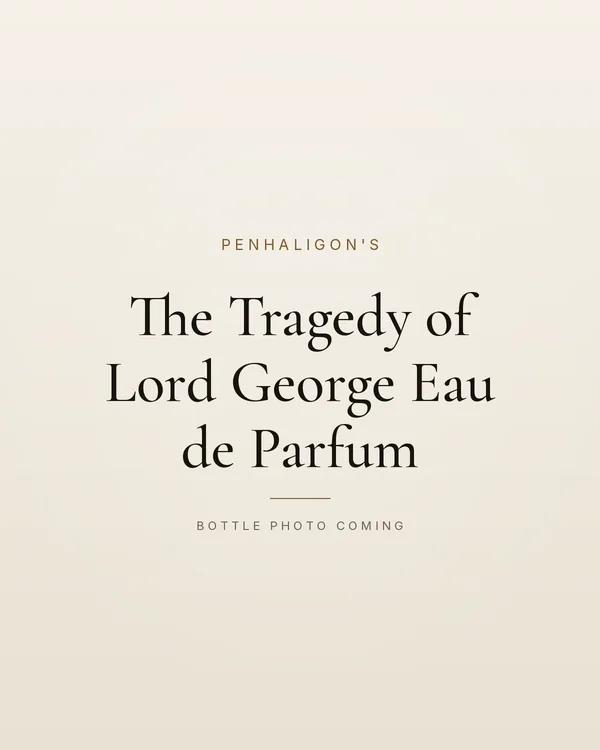 PENHALIGON'S
The Tragedy of
Lord George Eau
de Parfum
BOTTLE PHOTO COMING